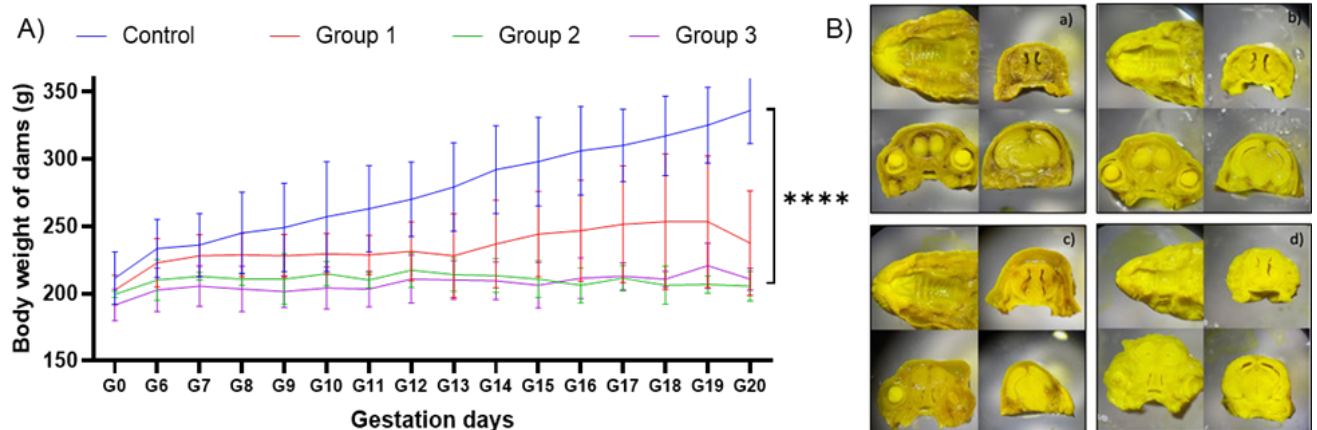 A)
Control
Group 1
Group 2
Group 3
Body weight of dams (g)
350
300
250
200
150
G0 G6 G7 G8 G9 G10 G11 G12 G13 G14 G15 G16 G17 G18 G19 G20
Gestation days
****
B)
a)
b)
c)
d)